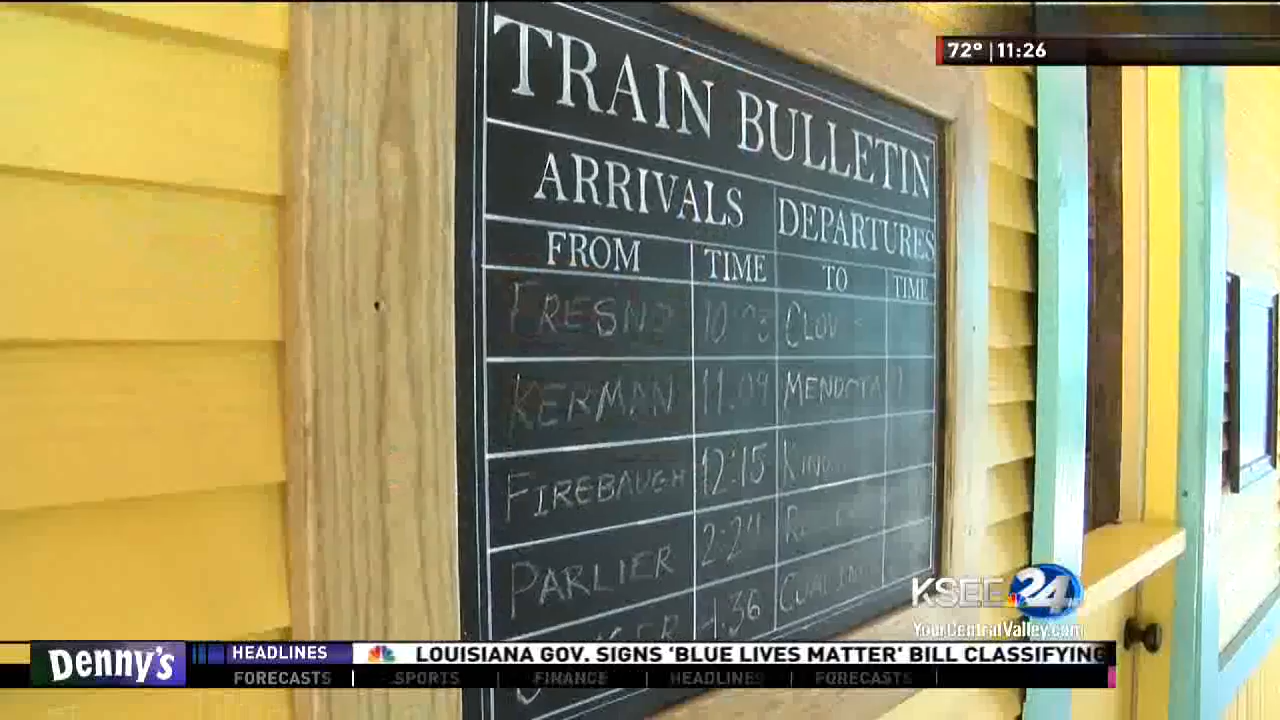 72° | 11:26
TRAIN BULLETIN
ARRIVALS DEPARTURES
FROM TIME TO TIME
FRESNO
KERMAN 11:09 MENDOTA
FIREBAUGH 12:15
PARLIER 2:24
KSEE 24
YourCentralValley.com
Denny's HEADLINES LOUISIANA GOV. SIGNS 'BLUE LIVES MATTER' BILL CLASSIFYING
FORECASTS SPORTS FINANCE HEADLINES FORECASTS